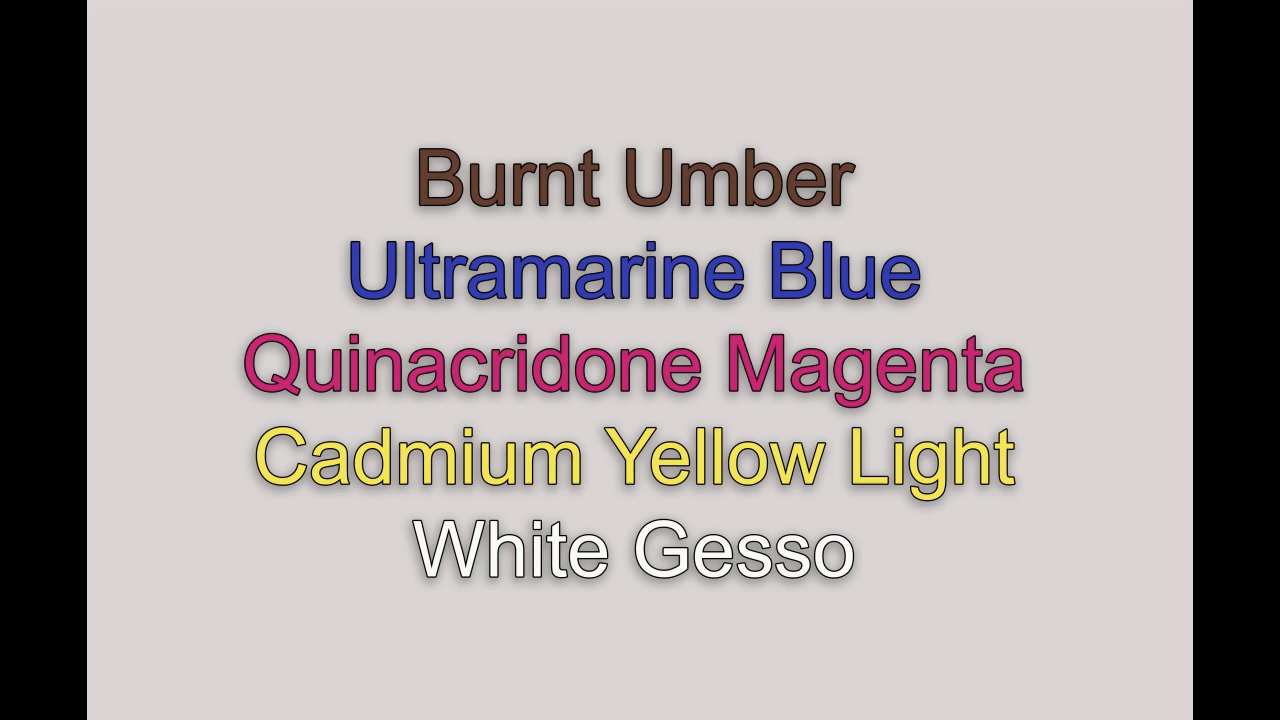 Burnt Umber
Ultramarine Blue
Quinacridone Magenta
Cadmium Yellow Light
White Gesso